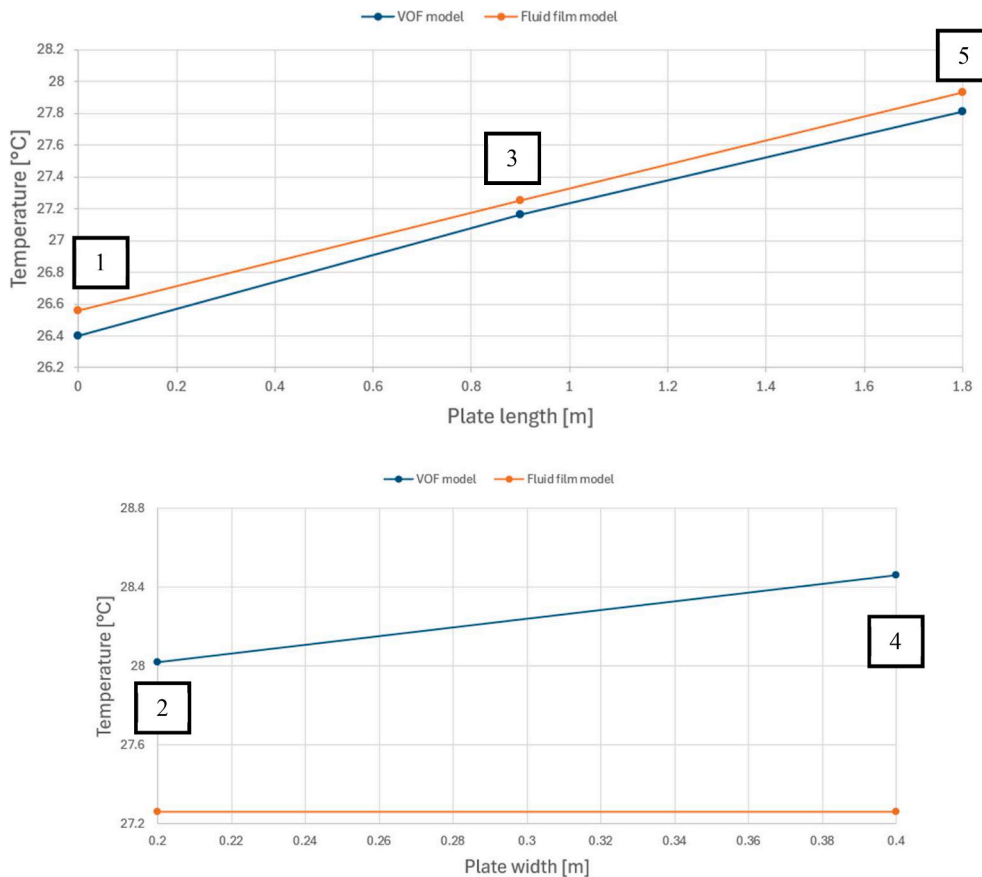 VOF model Fluid film model
28.2
28
27.8
27.6
27.4
27.2
27
26.8
26.6
26.4
26.2
Temperature [°C]
1
3
5
0 0.2 0.4 0.6 0.8 1 1.2 1.4 1.6 1.8
Plate length [m]
VOF model Fluid film model
28.8
28.4
28
27.6
27.2
Temperature [°C]
2
4
0.2 0.22 0.24 0.26 0.28 0.3 0.32 0.34 0.36 0.38 0.4
Plate width [m]